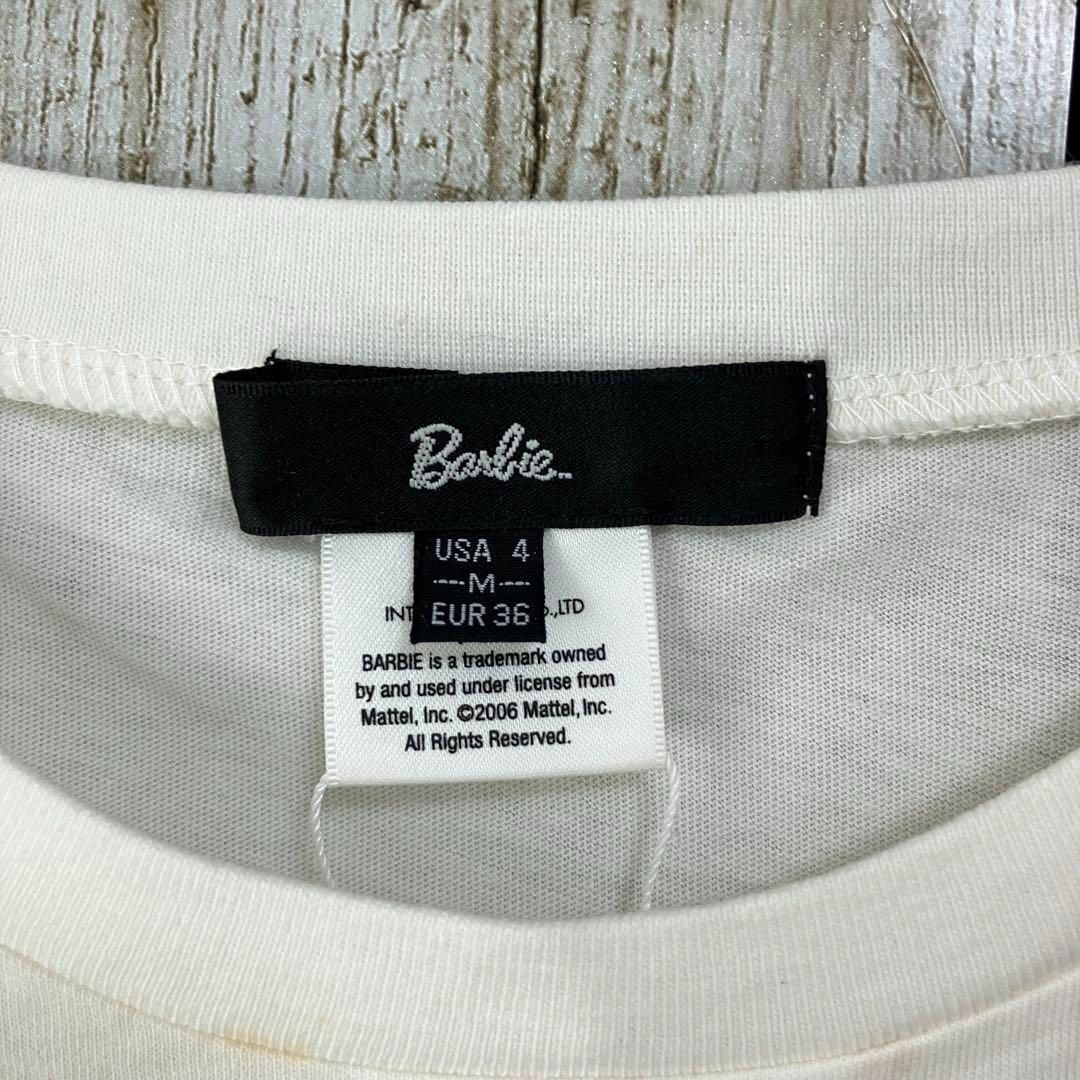 Barbie
USA 4
M
EUR 36
INT .,LTD
BARBIE is a trademark owned
by and used under license from
Mattel, Inc. ©2006 Mattel, Inc.
All Rights Reserved.